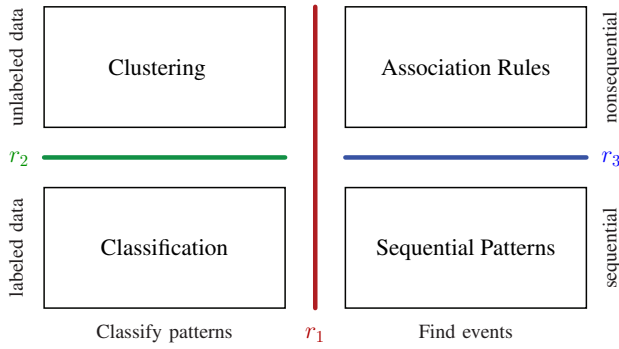 unlabeled data
Clustering
Association Rules
nonsequential
r₂
r₃
labeled data
Classification
Sequential Patterns
sequential
Classify patterns
r₁
Find events